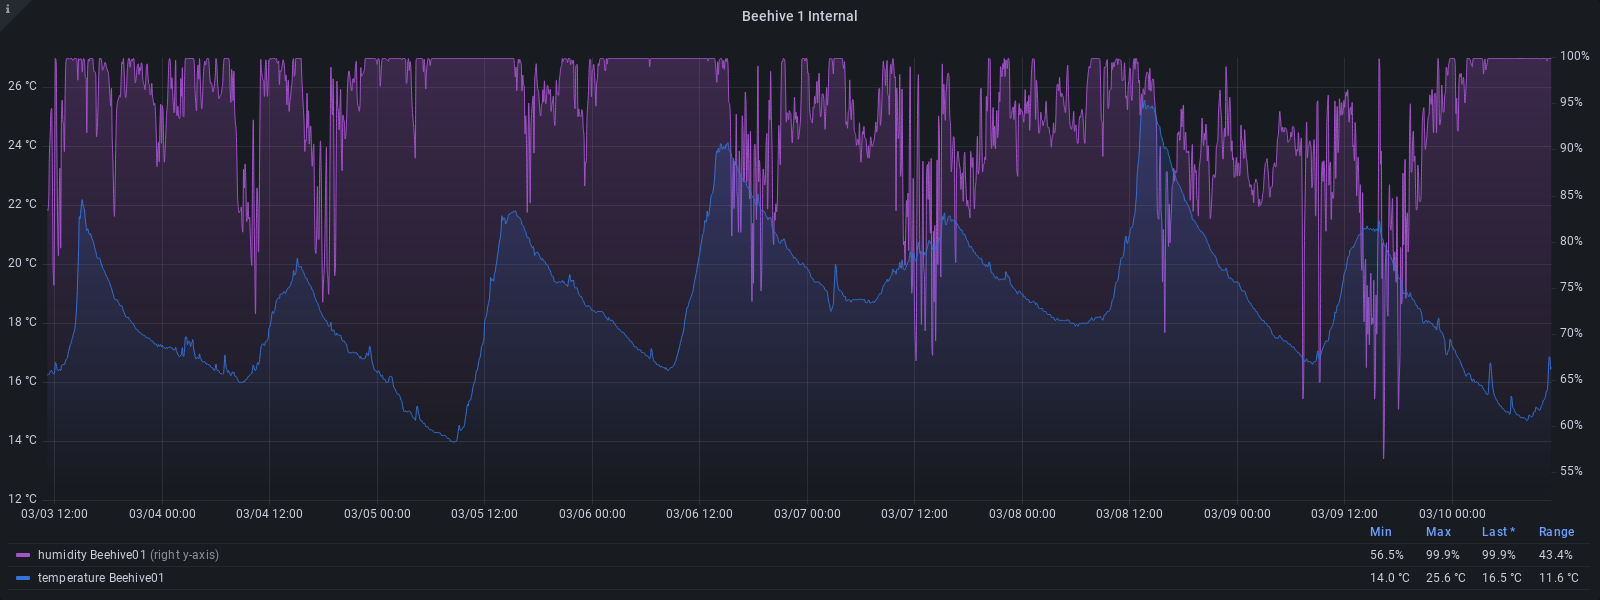 i
Beehive 1 Internal
100%
26 °C
95%
24 °C
90%
22 °C
85%
80%
20 °C
75%
18 °C
70%
16 °C
65%
60%
14 °C
55%
12 °C
03/03 12:00 03/04 00:00 03/04 12:00 03/05 00:00 03/05 12:00 03/06 00:00 03/06 12:00 03/07 00:00 03/07 12:00 03/08 00:00 03/08 12:00 03/09 00:00 03/09 12:00 03/10 00:00
Min Max Last * Range
humidity Beehive01 (right y-axis) 56.5% 99.9% 99.9% 43.4%
temperature Beehive01 14.0 °C 25.6 °C 16.5 °C 11.6 °C